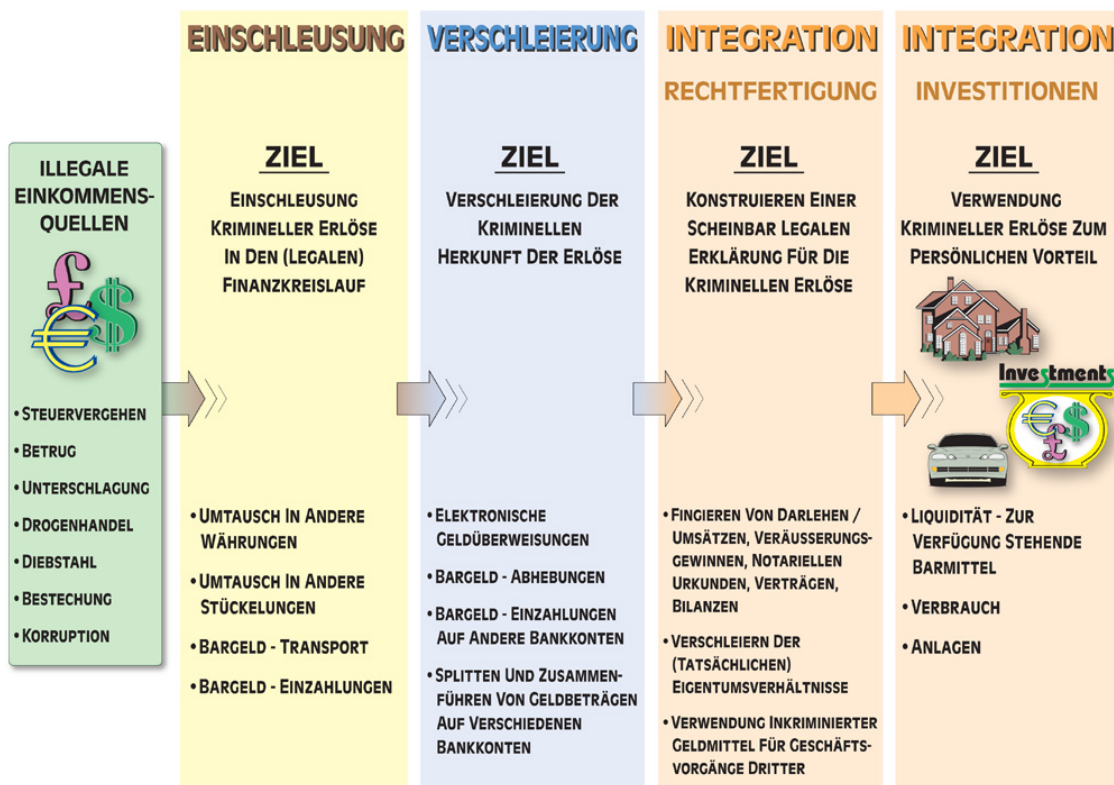 ILLEGALE
EINKOMMENS-
QUELLEN
£
$
€
• STEUERVERGEHEN
• BETRUG
• UNTERSCHLAGUNG
• DROGENHANDEL
• DIEBSTAHL
• BESTECHUNG
• KORRUPTION
EINSCHLEUSUNG
ZIEL
EINSCHLEUSUNG
KRIMINELLER ERLÖSE
IN DEN (LEGALEN)
FINANZKREISLAUF
• UMTAUSCH IN ANDERE
WÄHRUNGEN
• UMTAUSCH IN ANDERE
STÜCKELUNGEN
• BARGELD - TRANSPORT
• BARGELD - EINZAHLUNGEN
VERSCHLEIERUNG
ZIEL
VERSCHLEIERUNG DER
KRIMINELLEN
HERKUNFT DER ERLÖSE
• ELEKTRONISCHE
GELDÜBERWEISUNGEN
• BARGELD - ABHEBUNGEN
• BARGELD - EINZAHLUNGEN
AUF ANDERE BANKKONTEN
• SPLITTEN UND ZUSAMMEN-
FÜHREN VON GELDBETRÄGEN
AUF VERSCHIEDENEN
BANKKONTEN
INTEGRATION
RECHTFERTIGUNG
ZIEL
KONSTRUIEREN EINER
SCHEINBAR LEGALEN
ERKLÄRUNG FÜR DIE
KRIMINELLEN ERLÖSE
• FINGIEREN VON DARLEHEN /
UMSÄTZEN, VERÄUSSERUNGS-
GEWINNEN, NOTARIELLEN
URKUNDEN, VERTRÄGEN,
BILANZEN
• VERSCHLEIERN DER
(TATSÄCHLICHEN)
EIGENTUMSVERHÄLTNISSE
• VERWENDUNG INKRIMINIERTER
GELDMITTEL FÜR GESCHÄFTS-
VORGÄNGE DRITTER
INTEGRATION
INVESTITIONEN
ZIEL
VERWENDUNG
KRIMINELLER ERLÖSE ZUM
PERSÖNLICHEN VORTEIL
Investments
€ $
£
• LIQUIDITÄT - ZUR
VERFÜGUNG STEHENDE
BARMITTEL
• VERBRAUCH
• ANLAGEN